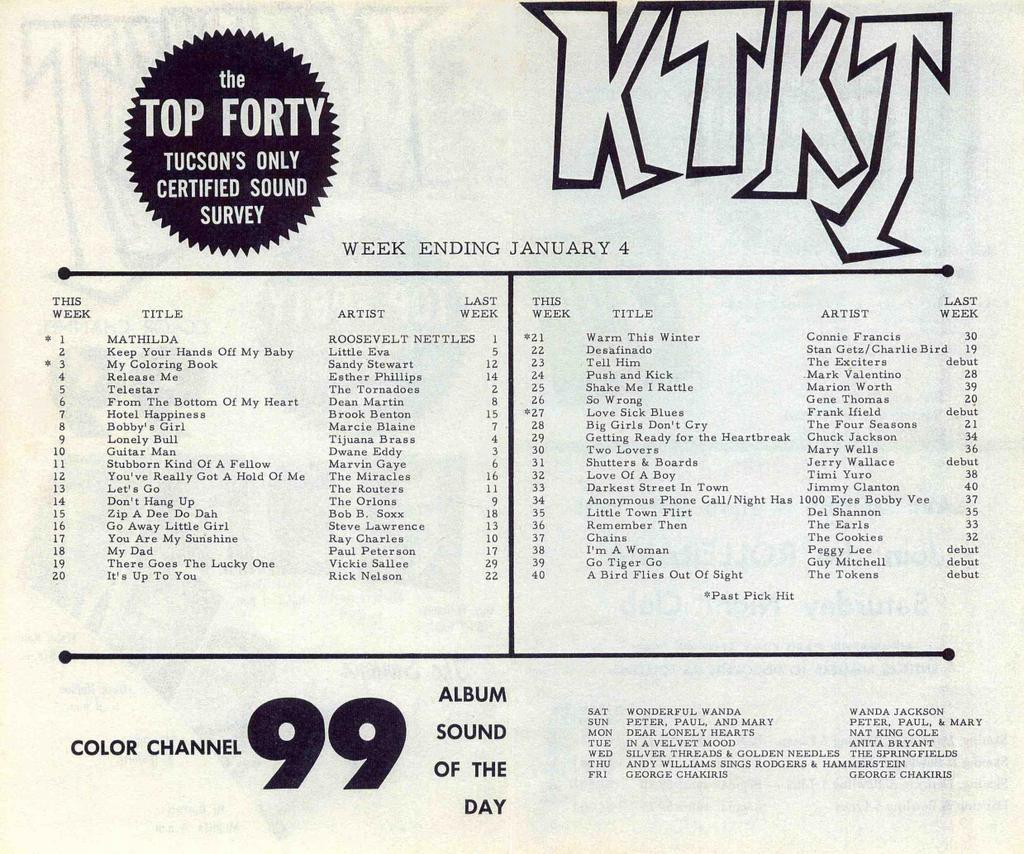 the
TOP FORTY
TUCSON'S ONLY
CERTIFIED SOUND
SURVEY
KTKT
WEEK ENDING JANUARY 4
THIS WEEK TITLE ARTIST LAST WEEK
* 1 MATHILDA ROOSEVELT NETTLES 1
2 Keep Your Hands Off My Baby Little Eva 5
* 3 My Coloring Book Sandy Stewart 12
4 Release Me Esther Phillips 14
5 Telestar The Tornadoes 2
6 From The Bottom Of My Heart Dean Martin 8
7 Hotel Happiness Brook Benton 15
8 Bobby's Girl Marcie Blaine 7
9 Lonely Bull Tijuana Brass 4
10 Guitar Man Dwane Eddy 3
11 Stubborn Kind Of A Fellow Marvin Gaye 6
12 You've Really Got A Hold Of Me The Miracles 16
13 Let's Go The Routers 11
14 Don't Hang Up The Orlons 9
15 Zip A Dee Do Dah Bob B. Soxx 18
16 Go Away Little Girl Steve Lawrence 13
17 You Are My Sunshine Ray Charles 10
18 My Dad Paul Peterson 17
19 There Goes The Lucky One Vickie Sallee 29
20 It's Up To You Rick Nelson 22
THIS WEEK TITLE ARTIST LAST WEEK
*21 Warm This Winter Connie Francis 30
22 Desafinado Stan Getz/Charlie Bird 19
23 Tell Him The Exciters debut
24 Push and Kick Mark Valentino 28
25 Shake Me I Rattle Marion Worth 39
26 So Wrong Gene Thomas 20
*27 Love Sick Blues Frank Ifield debut
28 Big Girls Don't Cry The Four Seasons 21
29 Getting Ready for the Heartbreak Chuck Jackson 34
30 Two Lovers Mary Wells 36
31 Shutters & Boards Jerry Wallace debut
32 Love Of A Boy Timi Yuro 38
33 Darkest Street In Town Jimmy Clanton 40
34 Anonymous Phone Call/Night Has 1000 Eyes Bobby Vee 37
35 Little Town Flirt Del Shannon 35
36 Remember Then The Earls 33
37 Chains The Cookies 32
38 I'm A Woman Peggy Lee debut
39 Go Tiger Go Guy Mitchell debut
40 A Bird Flies Out Of Sight The Tokens debut
*Past Pick Hit
COLOR CHANNEL 99
ALBUM
SOUND
OF THE
DAY
SAT WONDERFUL WANDA WANDA JACKSON
SUN PETER, PAUL, AND MARY PETER, PAUL, & MARY
MON DEAR LONELY HEARTS NAT KING COLE
TUE IN A VELVET MOOD ANITA BRYANT
WED SILVER THREADS & GOLDEN NEEDLES THE SPRINGFIELDS
THU ANDY WILLIAMS SINGS RODGERS & HAMMERSTEIN
FRI GEORGE CHAKIRIS GEORGE CHAKIRIS